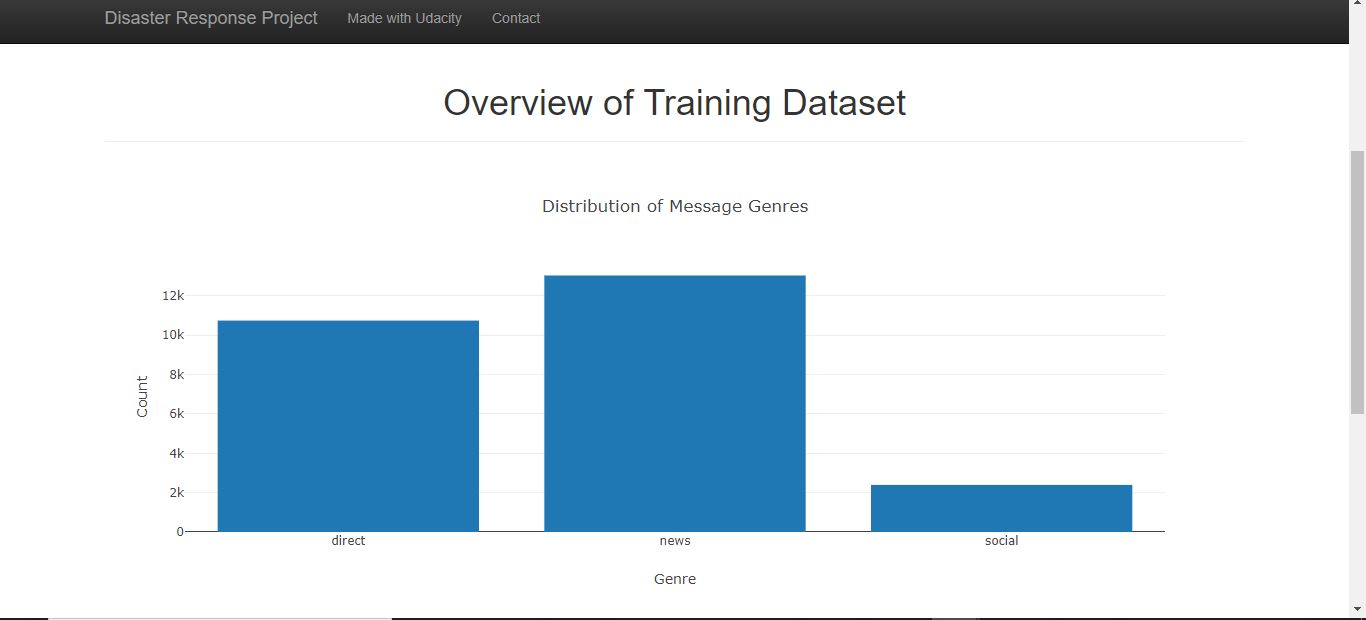 Disaster Response Project Made with Udacity Contact
Overview of Training Dataset
Distribution of Message Genres
12k
10k
8k
6k
4k
2k
0
Count
direct news social
Genre